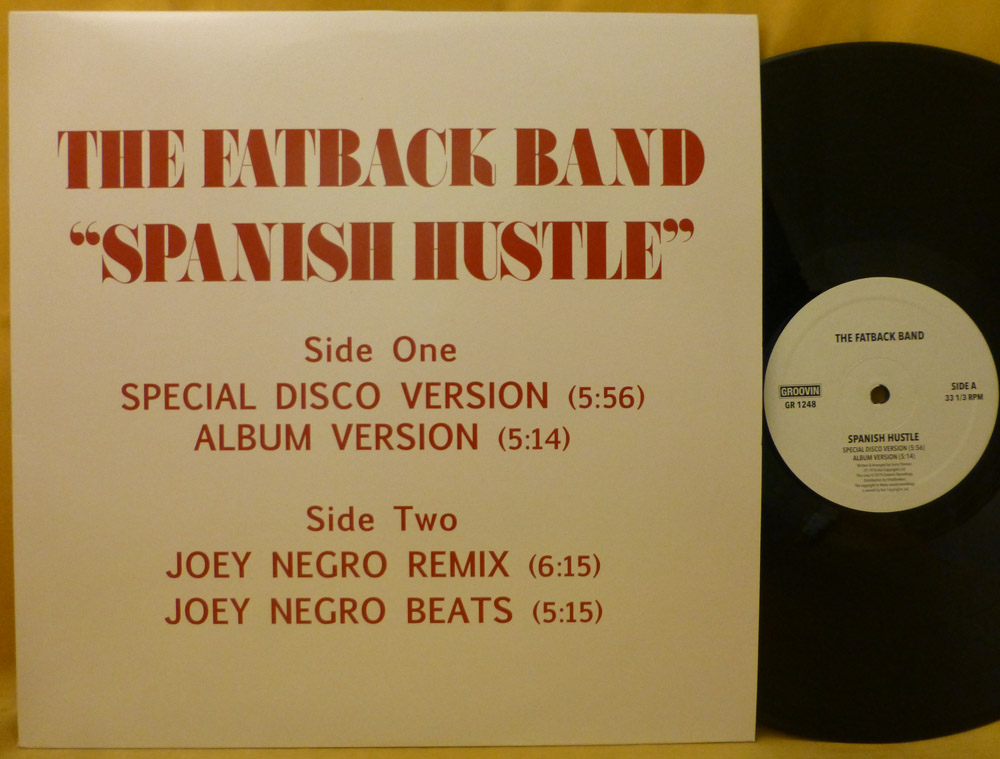 THE FATBACK BAND
“SPANISH HUSTLE”
Side One
SPECIAL DISCO VERSION (5:56)
ALBUM VERSION (5:14)
Side Two
JOEY NEGRO REMIX (6:15)
JOEY NEGRO BEATS (5:15)
THE FATBACK BAND
GROOVIN
GR 1248
SIDE A
33 1/3 RPM
SPANISH HUSTLE
SPECIAL DISCO VERSION (5:56)
ALBUM VERSION (5:14)